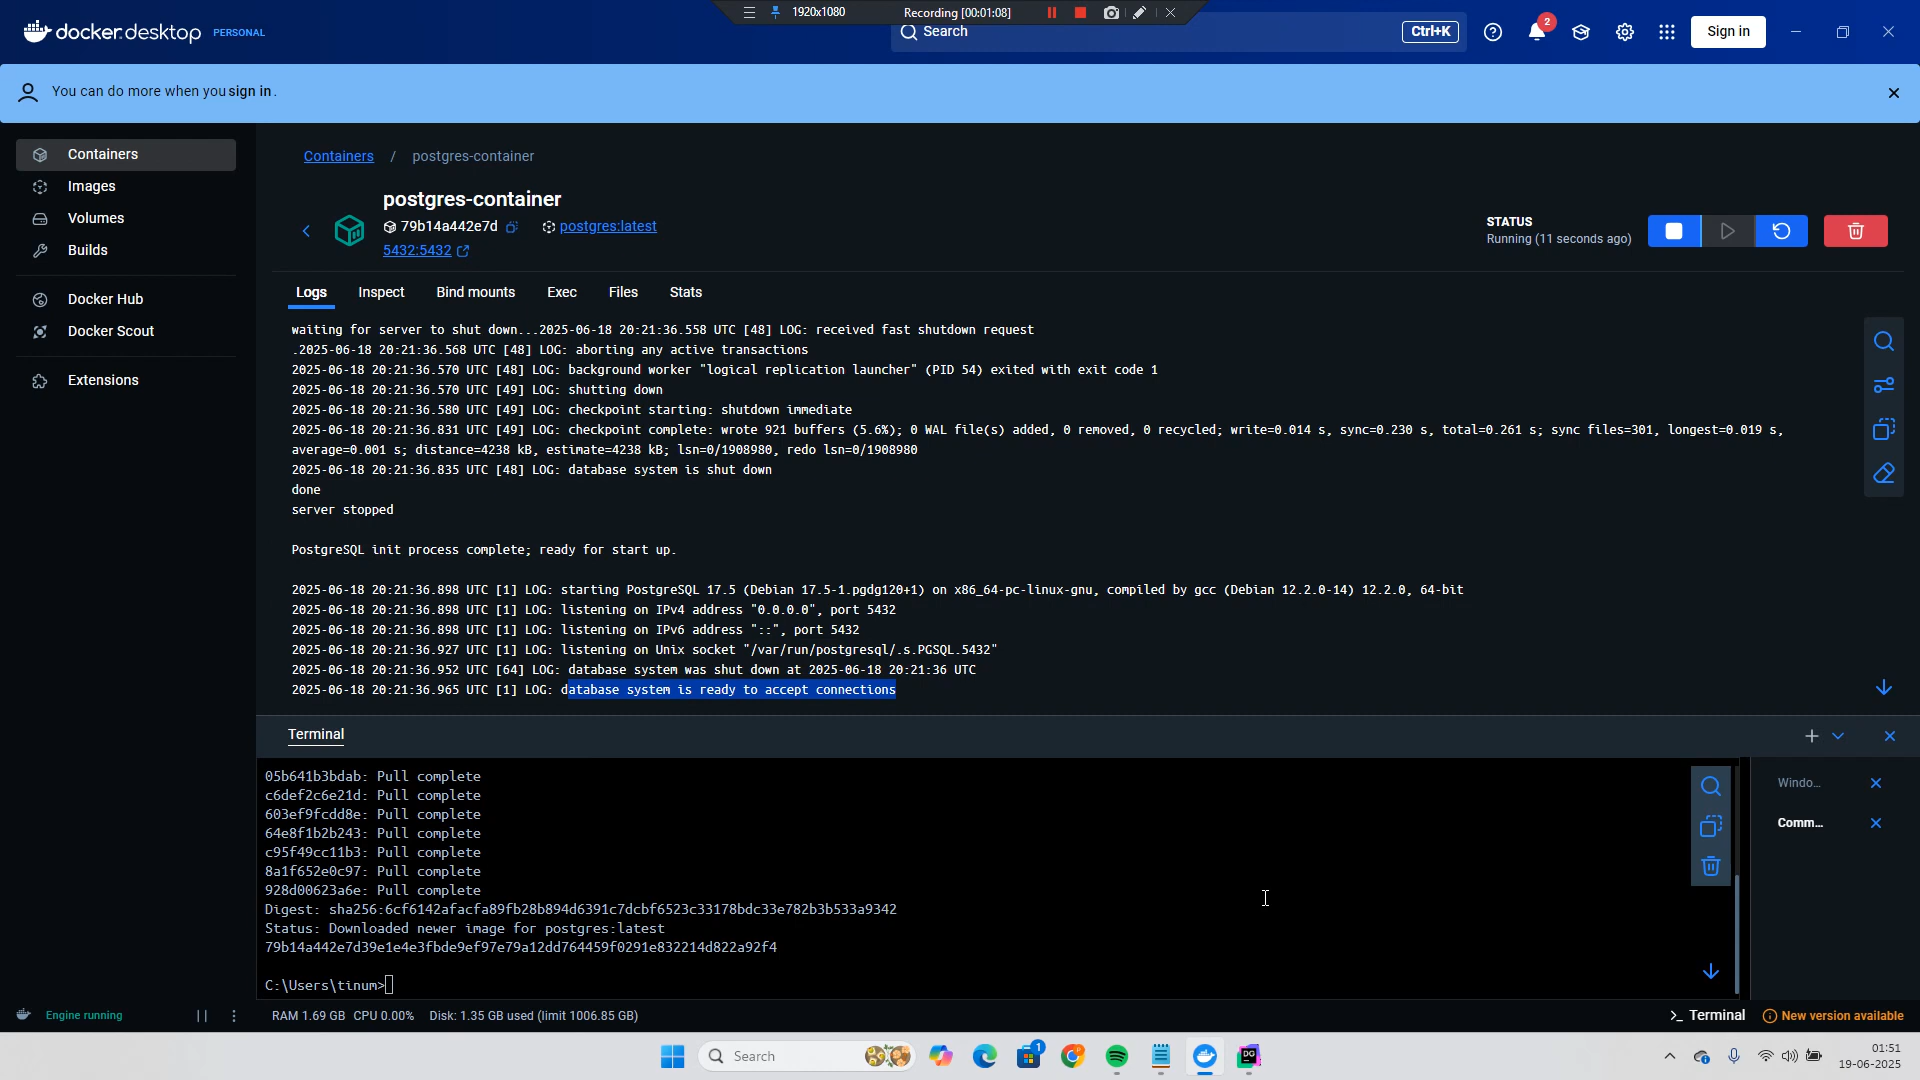 1920x1080
Recording [00:01:08]
docker.desktop PERSONAL
Search
Ctrl+K
2
Sign in
You can do more when you sign in.
Containers
Images
Volumes
Builds
Docker Hub
Docker Scout
Extensions
Containers / postgres-container
postgres-container
79b14a442e7d
postgres:latest
5432:5432
STATUS
Running (11 seconds ago)
Logs
Inspect
Bind mounts
Exec
Files
Stats
waiting for server to shut down...2025-06-18 20:21:36.558 UTC [48] LOG: received fast shutdown request
.2025-06-18 20:21:36.568 UTC [48] LOG: aborting any active transactions
2025-06-18 20:21:36.570 UTC [48] LOG: background worker "logical replication launcher" (PID 54) exited with exit code 1
2025-06-18 20:21:36.570 UTC [49] LOG: shutting down
2025-06-18 20:21:36.580 UTC [49] LOG: checkpoint starting: shutdown immediate
2025-06-18 20:21:36.831 UTC [49] LOG: checkpoint complete: wrote 921 buffers (5.6%); 0 WAL file(s) added, 0 removed, 0 recycled; write=0.014 s, sync=0.230 s, total=0.261 s; sync files=301, longest=0.019 s,
average=0.001 s; distance=4238 kB, estimate=4238 kB; lsn=0/1908980, redo lsn=0/1908980
2025-06-18 20:21:36.835 UTC [48] LOG: database system is shut down
done
server stopped
PostgreSQL init process complete; ready for start up.
2025-06-18 20:21:36.898 UTC [1] LOG: starting PostgreSQL 17.5 (Debian 17.5-1.pgdg120+1) on x86_64-pc-linux-gnu, compiled by gcc (Debian 12.2.0-14) 12.2.0, 64-bit
2025-06-18 20:21:36.898 UTC [1] LOG: listening on IPv4 address "0.0.0.0", port 5432
2025-06-18 20:21:36.898 UTC [1] LOG: listening on IPv6 address "::", port 5432
2025-06-18 20:21:36.927 UTC [1] LOG: listening on Unix socket "/var/run/postgresql/.s.PGSQL.5432"
2025-06-18 20:21:36.952 UTC [64] LOG: database system was shut down at 2025-06-18 20:21:36 UTC
2025-06-18 20:21:36.965 UTC [1] LOG: database system is ready to accept connections
Terminal
05b641b3bdab: Pull complete
c6def2c6e21d: Pull complete
603ef9fcdd8e: Pull complete
64e8f1b2b243: Pull complete
c95f49cc11b3: Pull complete
8a1f652e0c97: Pull complete
928d00623a6e: Pull complete
Digest: sha256:6cf6142afacfa89fb28b894d6391c7dcbf6523c33178bdc33e782b3b533a9342
Status: Downloaded newer image for postgres:latest
79b14a442e7d39e1e4e3fbde9ef97e79a12dd764459f0291e832214d822a92f4
C:\Users\tinum>
Windo...
Comm...
Engine running
RAM 1.69 GB CPU 0.00% Disk: 1.35 GB used (limit 1006.85 GB)
Terminal
New version available
Search
1
DG
01:51
19-06-2025